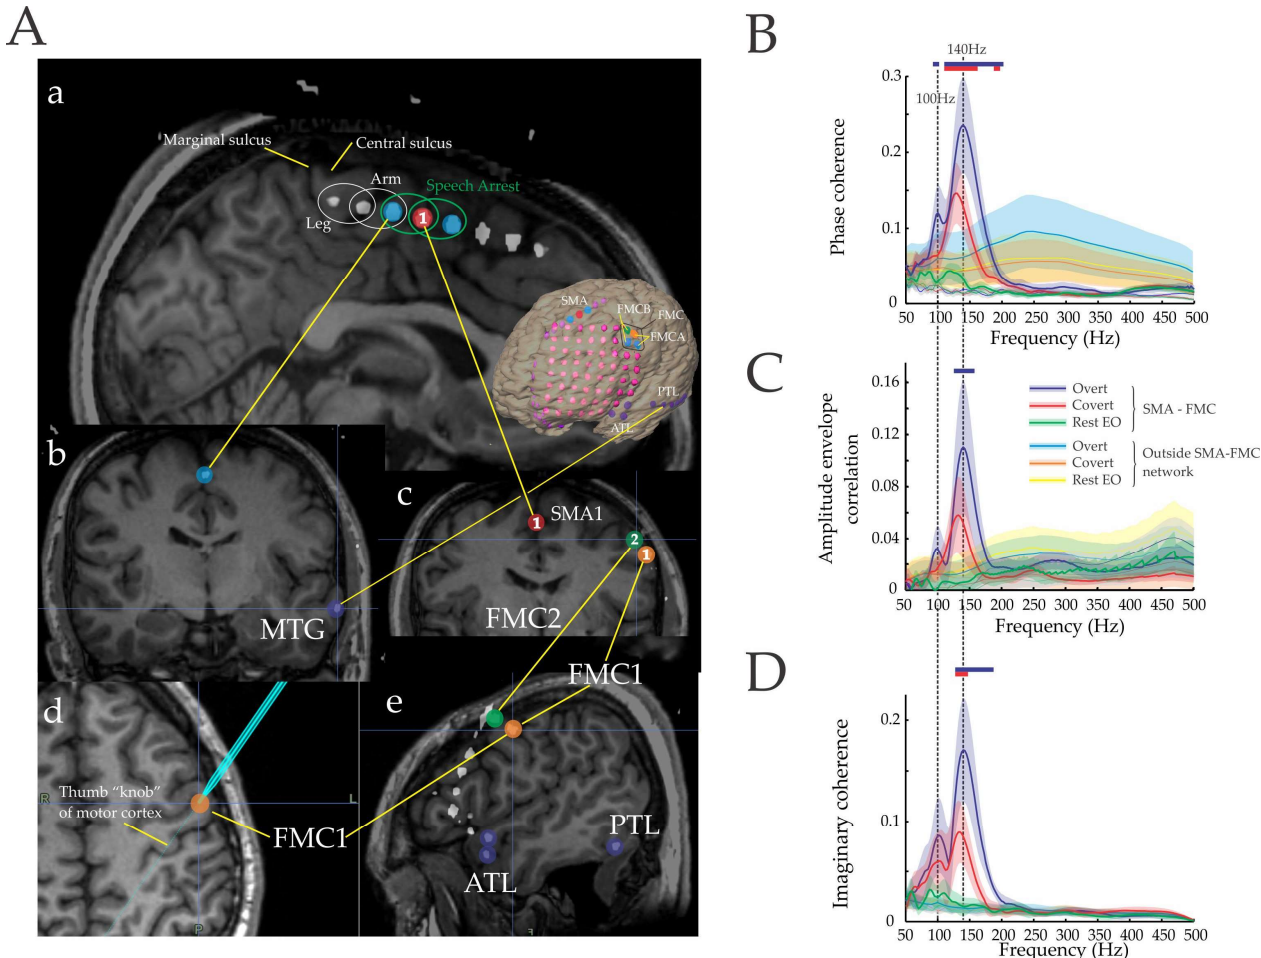 A
a
Marginal sulcus
Central sulcus
Arm
Speech Arrest
Leg
1
SMA
FMCB
FMC
FMCA
PTL
ATL
b
MTG
c
1
SMA1
2
1
FMC2
FMC1
d
R
L
Thumb “knob”
of motor cortex
FMC1
P
e
PTL
ATL
B
140Hz
100Hz
Phase coherence
0.3
0.2
0.1
0
50 100 150 200 250 300 350 400 450 500
Frequency (Hz)
C
Amplitude envelope
correlation
0.16
0.12
0.08
0.04
0
Overt
Covert
Rest EO
SMA - FMC
Overt
Covert
Rest EO
Outside SMA-FMC
network
50 100 150 200 250 300 350 400 450 500
Frequency (Hz)
D
Imaginary coherence
0.2
0.1
0
50 100 150 200 250 300 350 400 450 500
Frequency (Hz)